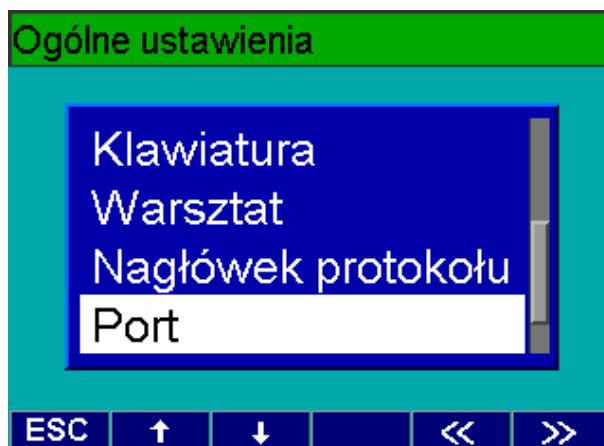 Ogólne ustawienia
Klawiatura
Warsztat
Nagłówek protokołu
Port
ESC ↑ ↓ << >>